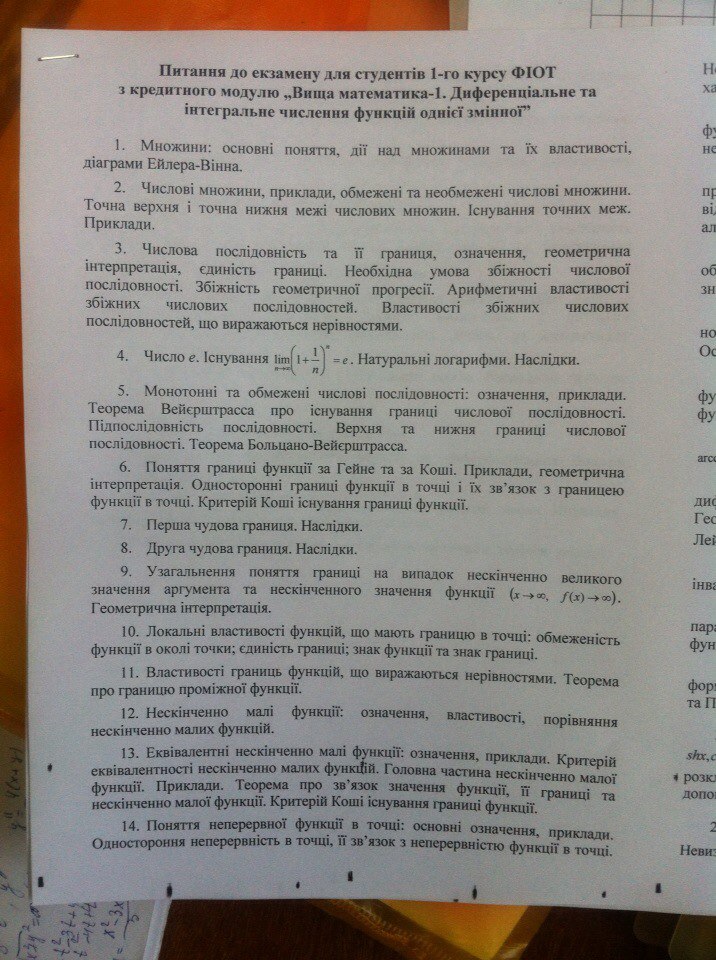 Питання до екзамену для студентів 1-го курсу ФІОТ
з кредитного модулю „Вища математика-1. Диференціальне та
інтегральне числення функцій однієї змінної”
1. Множини: основні поняття, дії над множинами та їх властивості,
діаграми Ейлера-Вінна.
2. Числові множини, приклади, обмежені та необмежені числові множини.
Точна верхня і точна нижня межі числових множин. Існування точних меж.
Приклади.
3. Числова послідовність та її границя, означення, геометрична
інтерпретація, єдиність границі. Необхідна умова збіжності числової
послідовності. Збіжність геометричної прогресії. Арифметичні властивості
збіжних числових послідовностей. Властивості збіжних числових
послідовностей, що виражаються нерівностями.
4. Число e. Існування lim n→∞ (1+1/n)^n = e. Натуральні логарифми. Наслідки.
5. Монотонні та обмежені числові послідовності: означення, приклади.
Теорема Вейєрштрасса про існування границі числової послідовності.
Підпослідовність послідовності. Верхня та нижня границі числової
послідовності. Теорема Больцано-Вейєрштрасса.
6. Поняття границі функції за Гейне та за Коші. Приклади, геометрична
інтерпретація. Односторонні границі функції в точці і їх зв’язок з границею
функції в точці. Критерій Коші існування границі функції.
7. Перша чудова границя. Наслідки.
8. Друга чудова границя. Наслідки.
9. Узагальнення поняття границі на випадок нескінченно великого
значення аргумента та нескінченного значення функції (x→∞, f(x)→∞).
Геометрична інтерпретація.
10. Локальні властивості функцій, що мають границю в точці: обмеженість
функції в околі точки; єдиність границі; знак функції та знак границі.
11. Властивості границь функцій, що виражаються нерівностями. Теорема
про границю проміжної функції.
12. Нескінченно малі функції: означення, властивості, порівняння
нескінченно малих функцій.
13. Еквівалентні нескінченно малі функції: означення, приклади. Критерій
еквівалентності нескінченно малих функцій. Головна частина нескінченно малої
функції. Приклади. Теорема про зв’язок значення функції, її границі та
нескінченно малої функції. Критерій Коші існування границі функції.
14. Поняття неперервної функції в точці: основні означення, приклади.
Одностороння неперервність в точці, її зв’язок з неперервністю функції в точці.